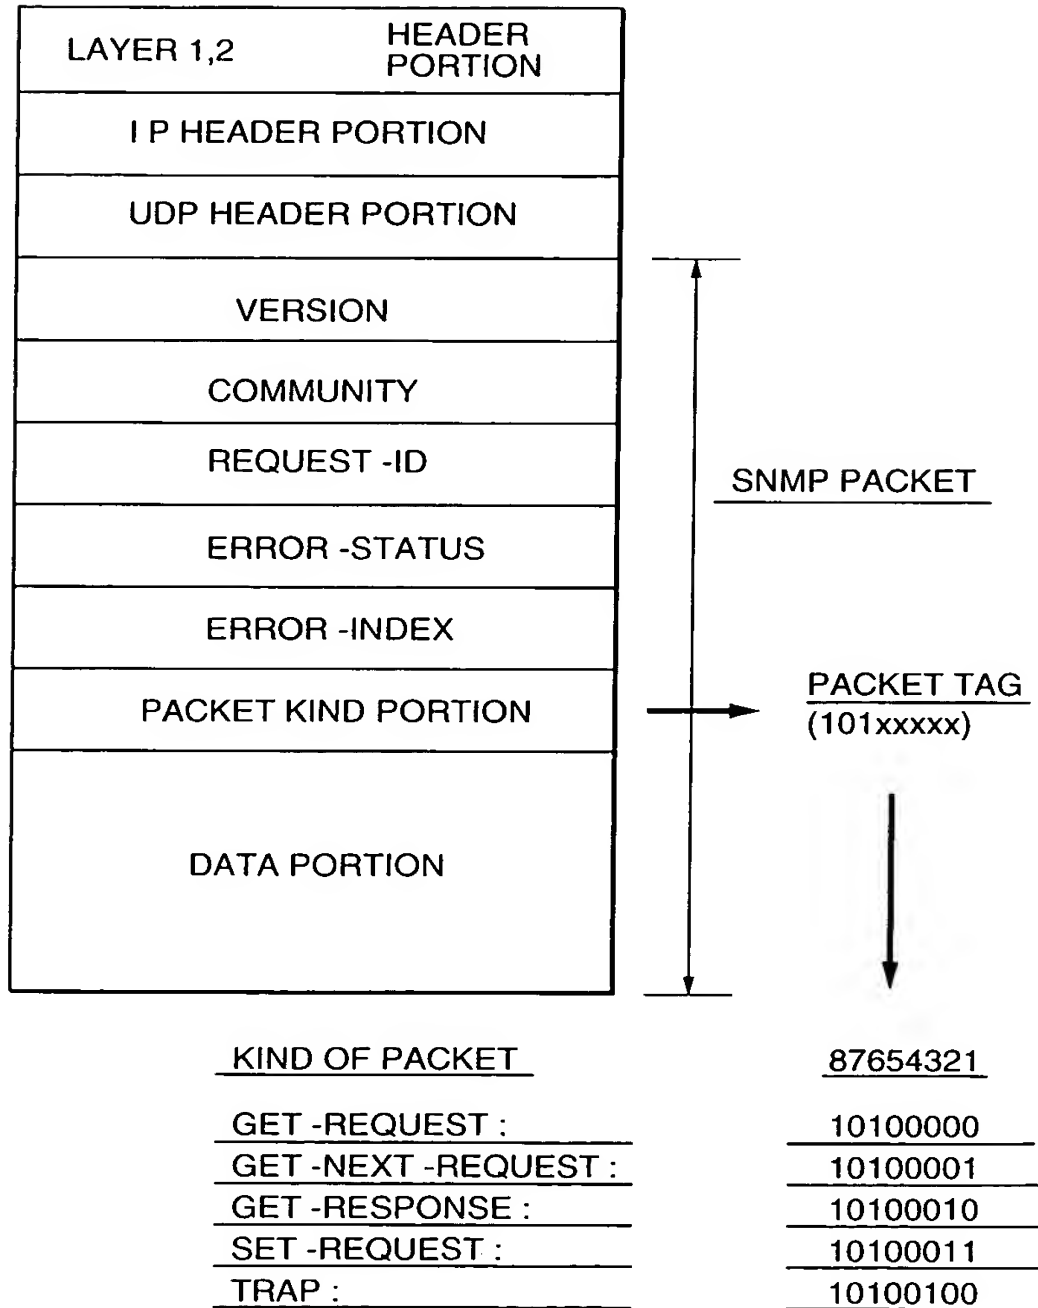 LAYER 1,2 HEADER
PORTION
I P HEADER PORTION
UDP HEADER PORTION
VERSION
COMMUNITY
REQUEST -ID
SNMP PACKET
ERROR -STATUS
ERROR -INDEX
PACKET KIND PORTION
PACKET TAG
(101xxxxx)
DATA PORTION
KIND OF PACKET 87654321
GET -REQUEST : 10100000
GET -NEXT -REQUEST : 10100001
GET -RESPONSE : 10100010
SET -REQUEST : 10100011
TRAP : 10100100